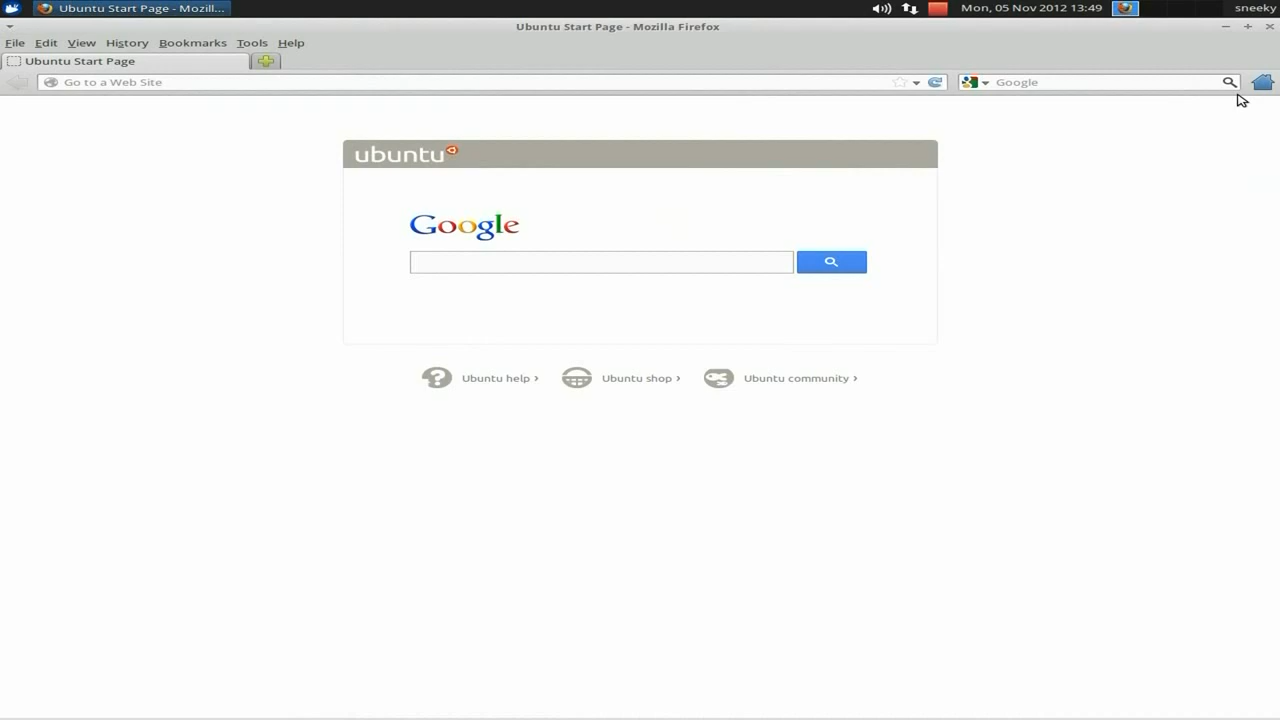 Ubuntu Start Page - Mozill...
Mon, 05 Nov 2012 13:49
sneeky
Ubuntu Start Page - Mozilla Firefox
File Edit View History Bookmarks Tools Help
Ubuntu Start Page
Go to a Web Site
Google
ubuntu
Google
Ubuntu help ›
Ubuntu shop ›
Ubuntu community ›